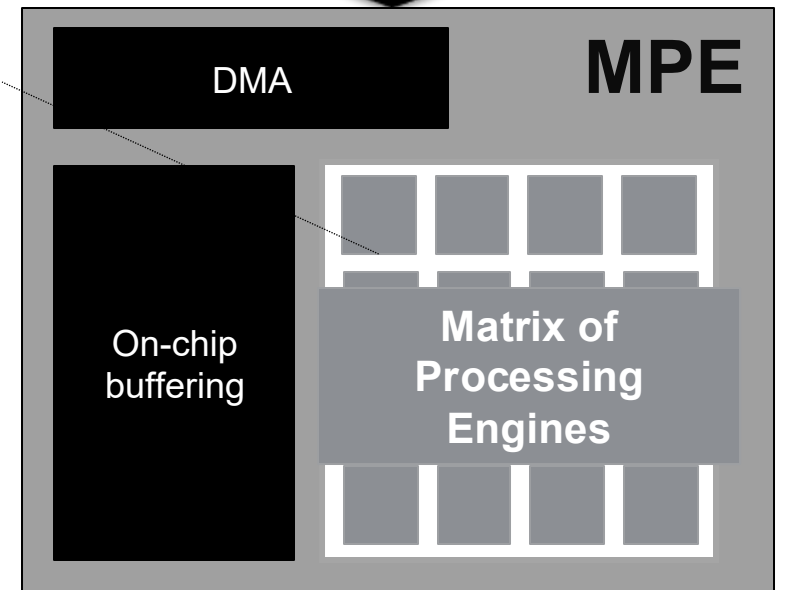 DMA
MPE
On-chip
buffering
Matrix of
Processing
Engines